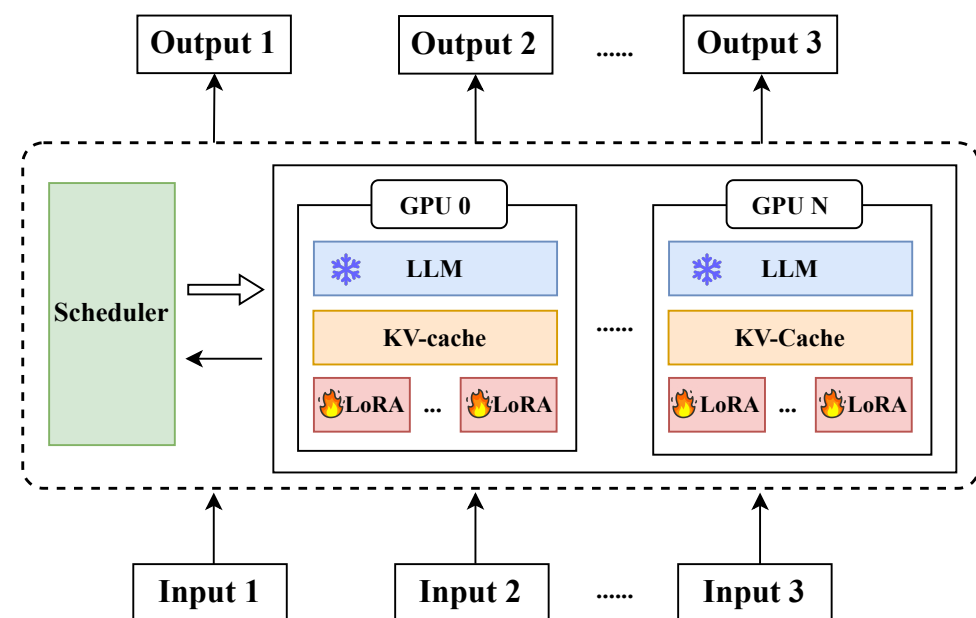 Output 1
Output 2
......
Output 3
GPU 0
GPU N
LLM
LLM
Scheduler
KV-cache
......
KV-Cache
LoRA
...
LoRA
LoRA
...
LoRA
Input 1
Input 2
......
Input 3